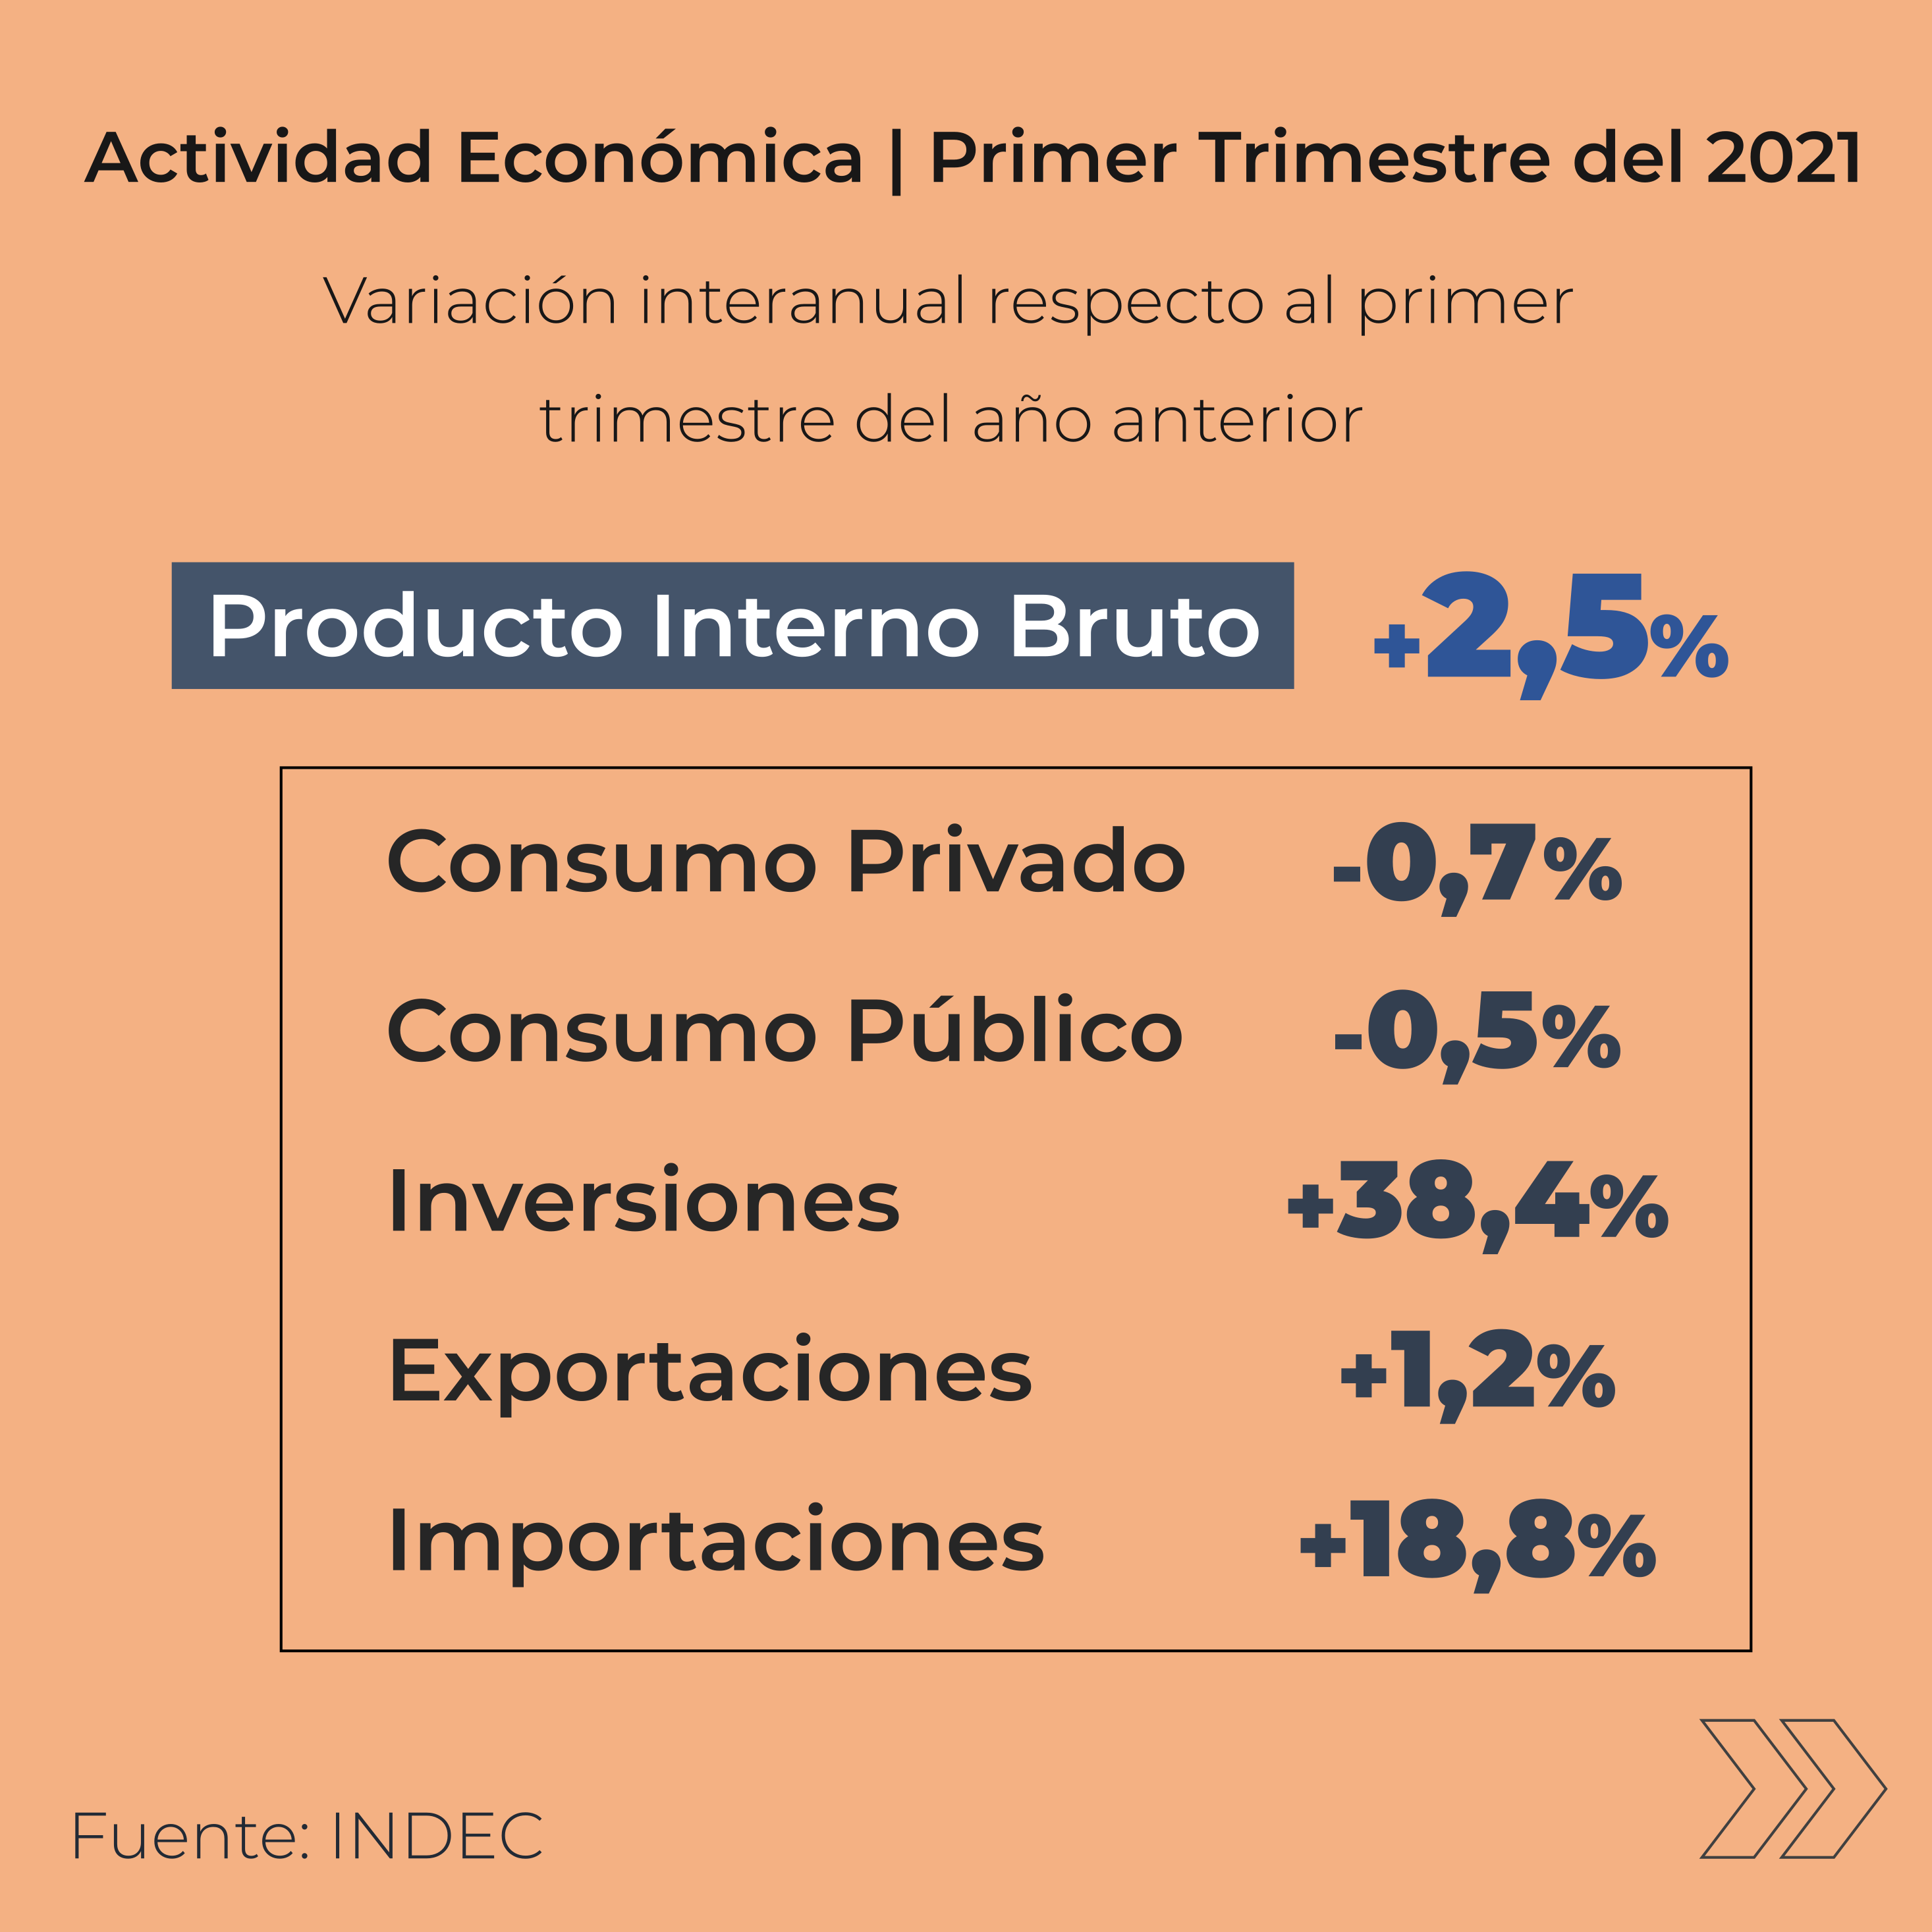 Actividad Económica | Primer Trimestre del 2021
Variación interanual respecto al primer
trimestre del año anterior
Producto Interno Bruto +2,5%
Consumo Privado -0,7%
Consumo Público -0,5%
Inversiones +38,4%
Exportaciones +1,2%
Importaciones +18,8%
Fuente: INDEC